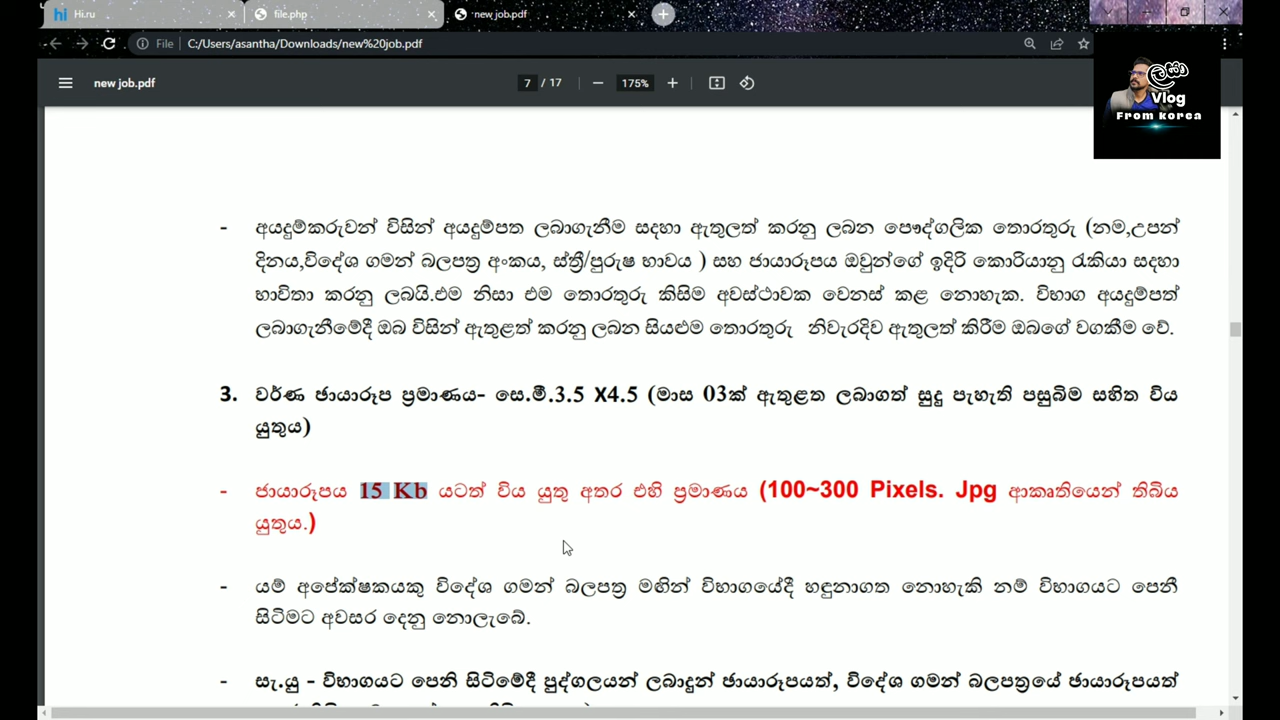 hi Hi.ru
file.php
new job.pdf
File C:/Users/asantha/Downloads/new%20job.pdf
new job.pdf
7 / 17
175%
ලසා
Vlog
From korea
- අයදුම්කරුවන් විසින් අයදුම්පත ලබාගැනීම සදහා ඇතුලත් කරනු ලබන පෞද්ගලික තොරතුරු (නම,උපන්
දිනය,විදේශ ගමන් බලපත්‍ර අංකය, ස්ත්‍රී/පුරුෂ භාවය ) සහ ජායාරූපය ඔවුන්ගේ ඉදිරි කොරියානු රැකියා සදහා
භාවිතා කරනු ලබයි.එම නිසා එම තොරතුරු කිසිම අවස්ථාවක වෙනස් කළ නොහැක. විභාග අයදුම්පත්
ලබාගැනීමේදී ඔබ විසින් ඇතුළත් කරනු ලබන සියළුම තොරතුරු නිවැරදිව ඇතුලත් කිරීම ඔබගේ වගකීම වේ.
3. වර්ණ ඡායාරූප ප්‍රමාණය- සෙ.මී.3.5 X4.5 (මාස 03ක් ඇතුළත ලබාගත් සුදු පැහැති පසුබිම සහිත විය
යුතුය)
- ජායාරූපය 15 Kb යටත් විය යුතු අතර එහි ප්‍රමාණය (100~300 Pixels. Jpg ආකෘතියෙන් තිබිය
යුතුය.)
- යම් අපේක්ෂකයකු විදේශ ගමන් බලපත්‍ර මඟින් විභාගයේදී හඳුනාගත නොහැකි නම් විභාගයට පෙනී
සිටිමට අවසර දෙනු නොලැබේ.
- සැ.යු - විභාගයට පෙනි සිටිමේදී පුද්ගලයන් ලබාදුන් ඡායාරූපයත්, විදේශ ගමන් බලපත්‍රයේ ඡායාරූපයත්